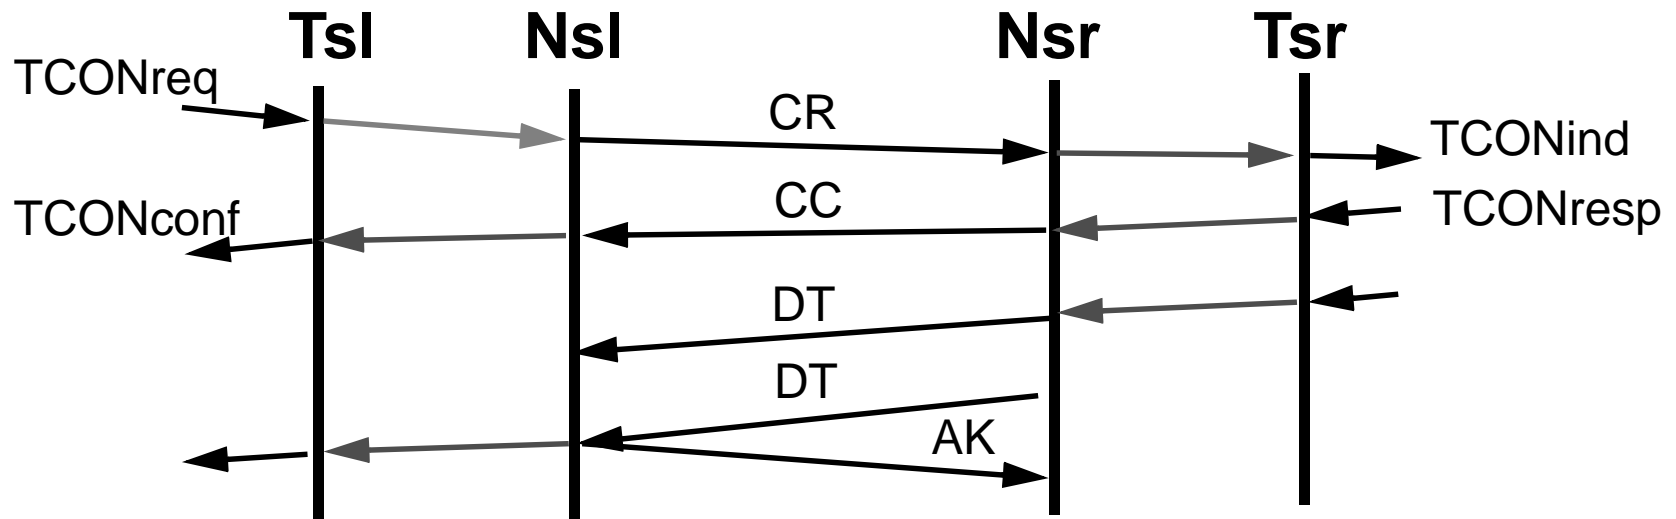 Tsl Nsl Nsr Tsr
TCONreq
CR
TCONind
CC
TCONconf
TCONresp
DT
DT
AK